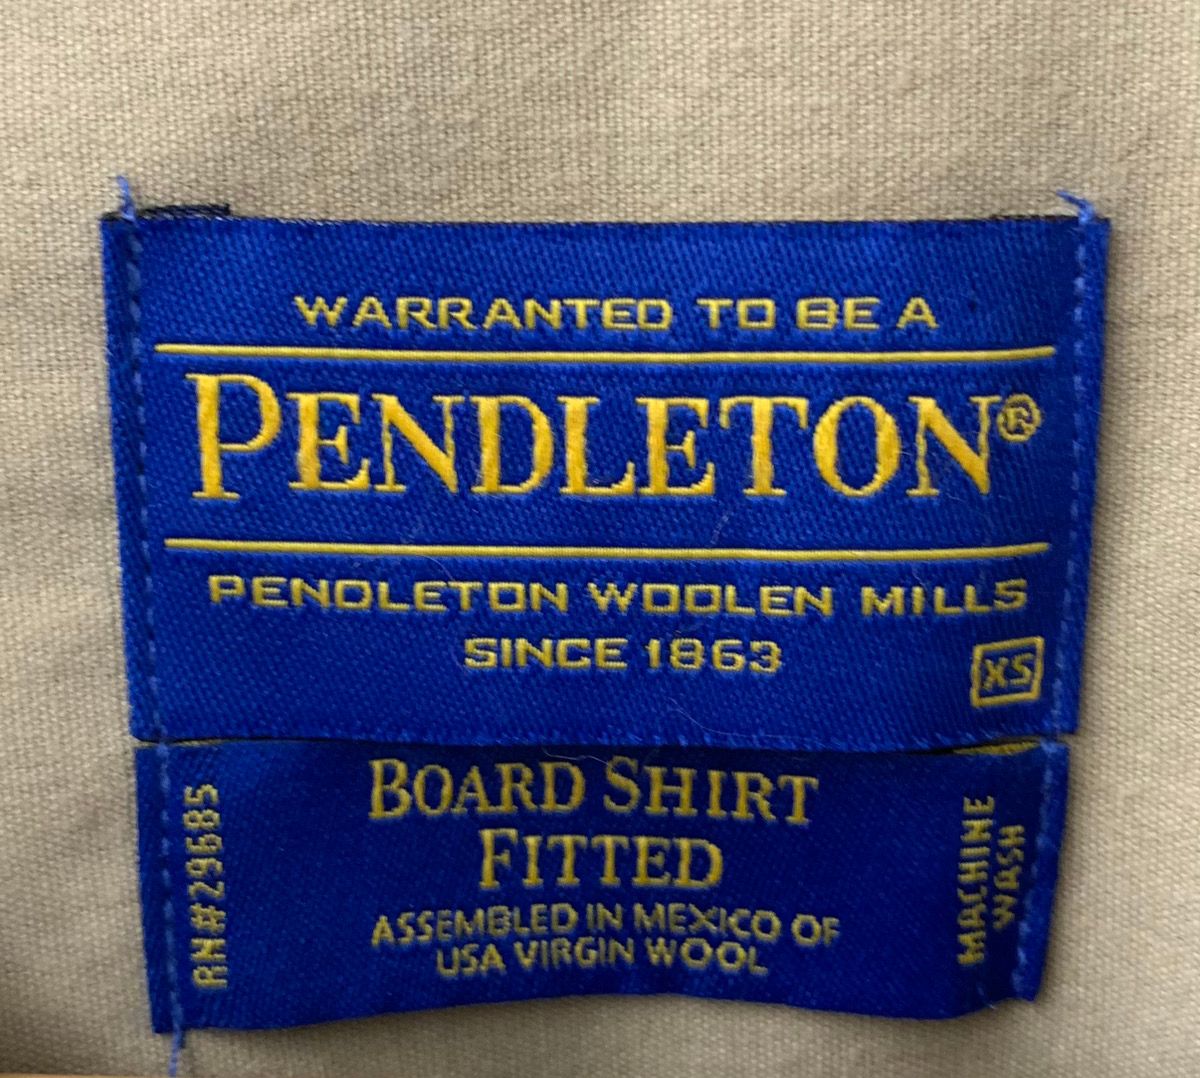 WARRANTED TO BE A
PENDLETON®
PENDLETON WOOLEN MILLS
SINCE 1863
XS
BOARD SHIRT
FITTED
ASSEMBLED IN MEXICO OF
USA VIRGIN WOOL
RN#29685
MACHINE
WASH